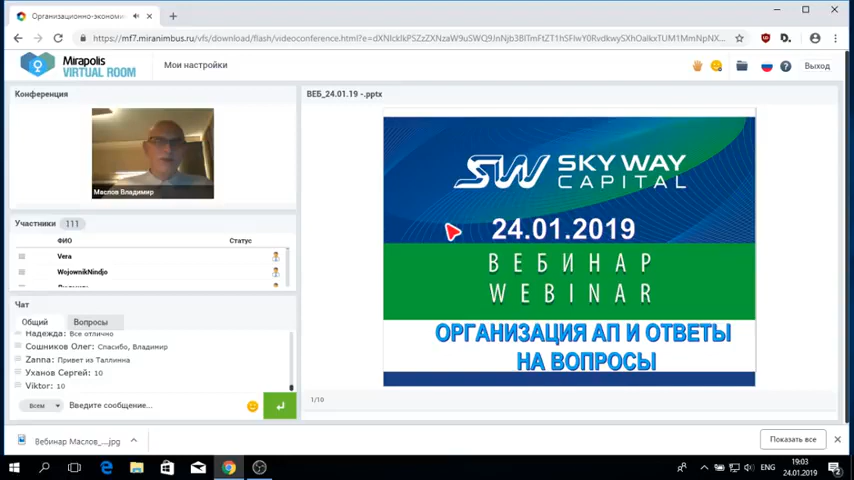 Организационно-экономи
https://mf7.miranimbus.ru/vfs/download/flash/videoconference.html?e=
Mirapolis
VIRTUAL ROOM
Мои настройки
Выход
Конференция
Маслов Владимир
Участники 111
ФИО Статус
Vera
WojownikNindjo
Чат
Общий Вопросы
Надежда: Все отлично
Сошников Олег: Спасибо, Владимир
Zanna: Привет из Таллинна
Уханов Сергей: 10
Viktor: 10
Всем Введите сообщение...
ВЕБ_24.01.19 -.pptx
SW SKY WAY
CAPITAL
24.01.2019
ВЕБИНАР
WEBINAR
ОРГАНИЗАЦИЯ АП И ОТВЕТЫ
НА ВОПРОСЫ
1/10
Вебинар Маслов_....jpg
Показать все
ENG
19:03
24.01.2019
2